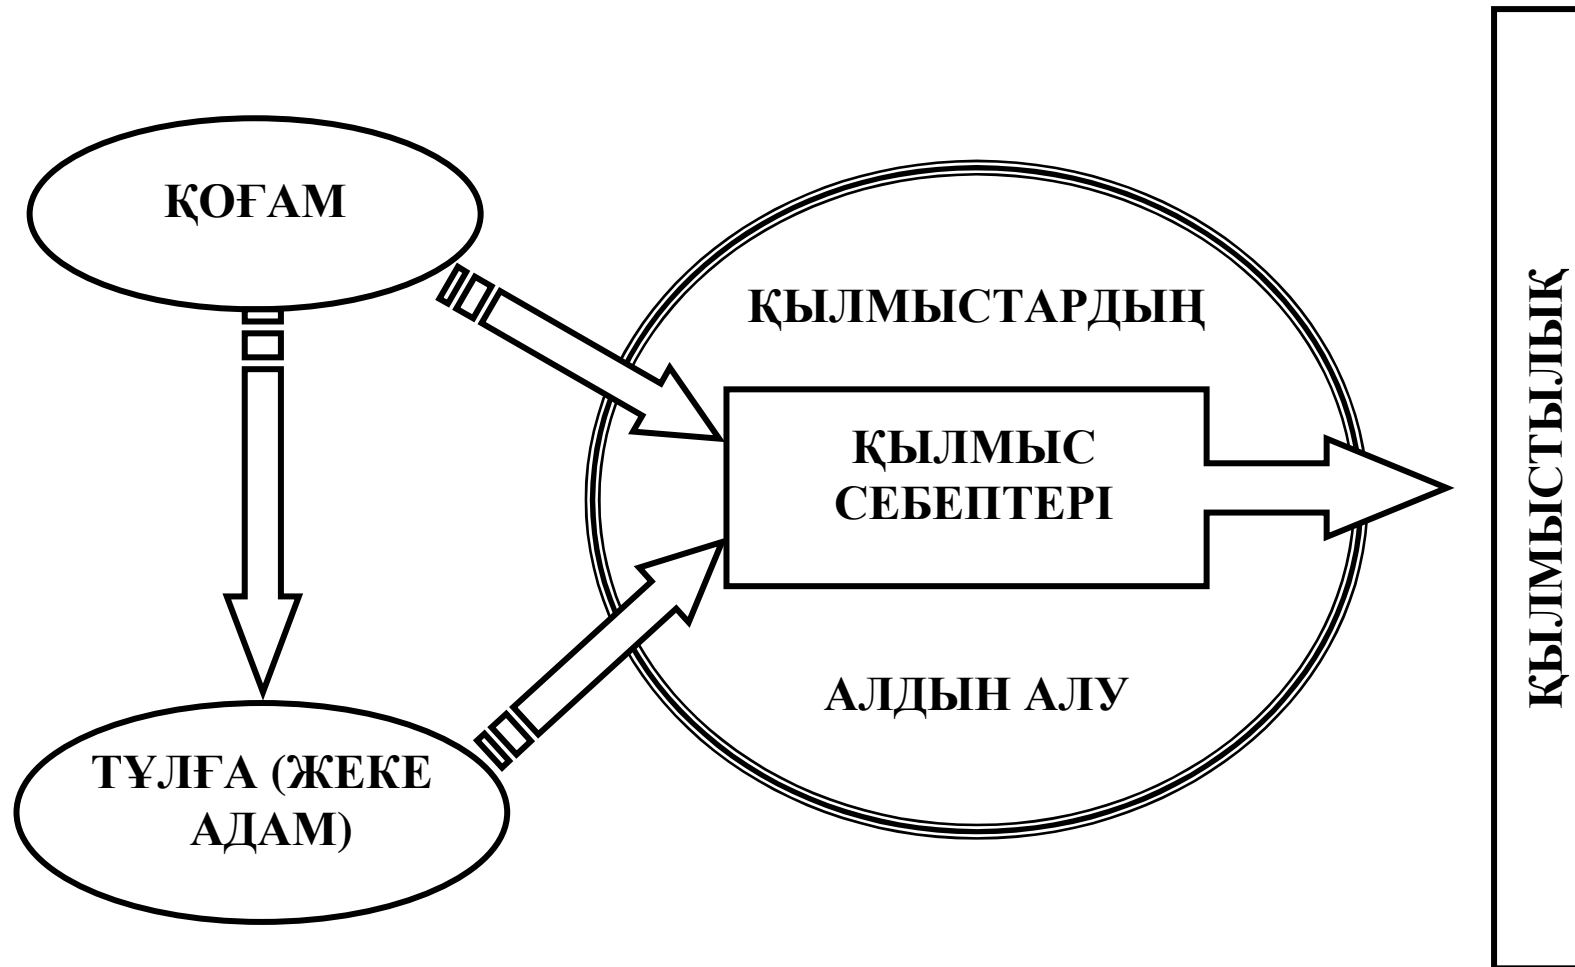 ҚОҒАМ
ҚЫЛМЫСТАРДЫҢ
ҚЫЛМЫС
СЕБЕПТЕРІ
АЛДЫН АЛУ
ТҰЛҒА (ЖЕКЕ
АДАМ)
ҚЫЛМЫСТЫЛЫҚ